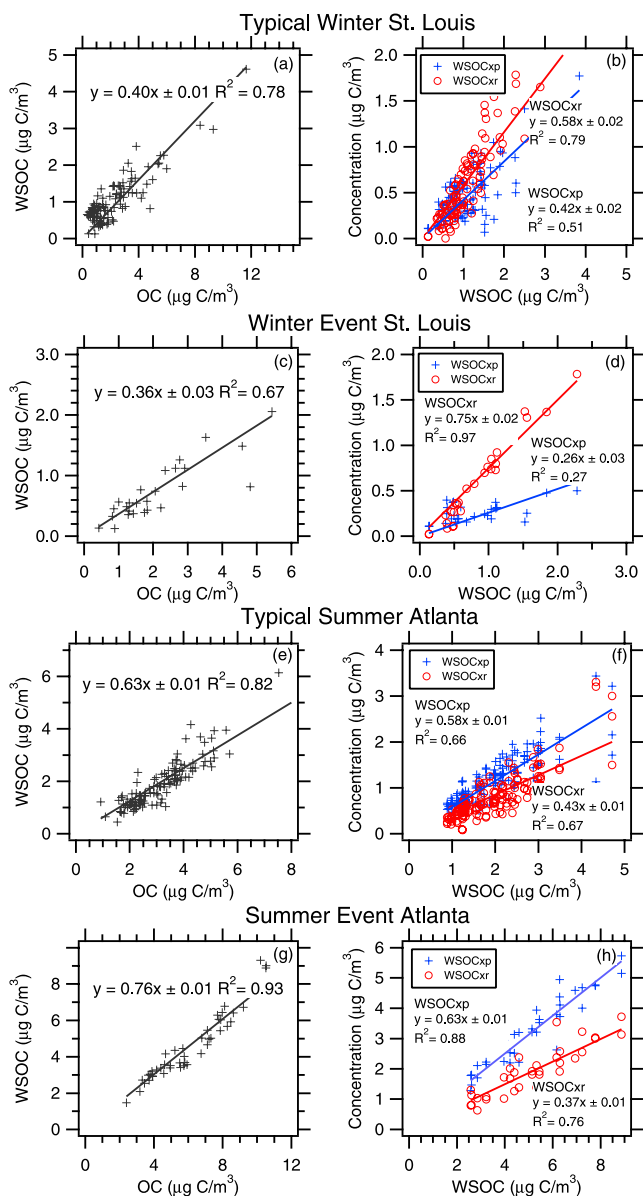 Typical Winter St. Louis
(a)
y = 0.40x ± 0.01 R² = 0.78
WSOC (μg C/m³)
5
4
3
2
1
0
0 4 8 12
OC (μg C/m³)
(b)
WSOCxp
WSOCxr
WSOCxr
y = 0.58x ± 0.02
R² = 0.79
WSOCxp
y = 0.42x ± 0.02
R² = 0.51
Concentration (μg C/m³)
2.0
1.5
1.0
0.5
0.0
0 1 2 3 4 5
WSOC (μg C/m³)
Winter Event St. Louis
(c)
y = 0.36x ± 0.03 R² = 0.67
WSOC (μg C/m³)
3.0
2.0
1.0
0.0
0 1 2 3 4 5 6
OC (μg C/m³)
(d)
WSOCxp
WSOCxr
WSOCxr
y = 0.75x ± 0.02
R² = 0.97
WSOCxp
y = 0.26x ± 0.03
R² = 0.27
Concentration (μg C/m³)
2.0
1.5
1.0
0.5
0.0
0.0 1.0 2.0 3.0
WSOC (μg C/m³)
Typical Summer Atlanta
(e)
y = 0.63x ± 0.01 R² = 0.82
WSOC (μg C/m³)
6
4
2
0
0 2 4 6 8
OC (μg C/m³)
(f)
WSOCxp
WSOCxr
WSOCxp
y = 0.58x ± 0.01
R² = 0.66
WSOCxr
y = 0.43x ± 0.01
R² = 0.67
Concentration (μg C/m³)
4
3
2
1
0
0 1 2 3 4 5
WSOC (μg C/m³)
Summer Event Atlanta
(g)
y = 0.76x ± 0.01 R² = 0.93
WSOC (μg C/m³)
8
6
4
2
0
0 4 8 12
OC (μg C/m³)
(h)
WSOCxp
WSOCxr
WSOCxp
y = 0.63x ± 0.01
R² = 0.88
WSOCxr
y = 0.37x ± 0.01
R² = 0.76
Concentration (μg C/m³)
6
5
4
3
2
1
0
0 2 4 6 8
WSOC (μg C/m³)